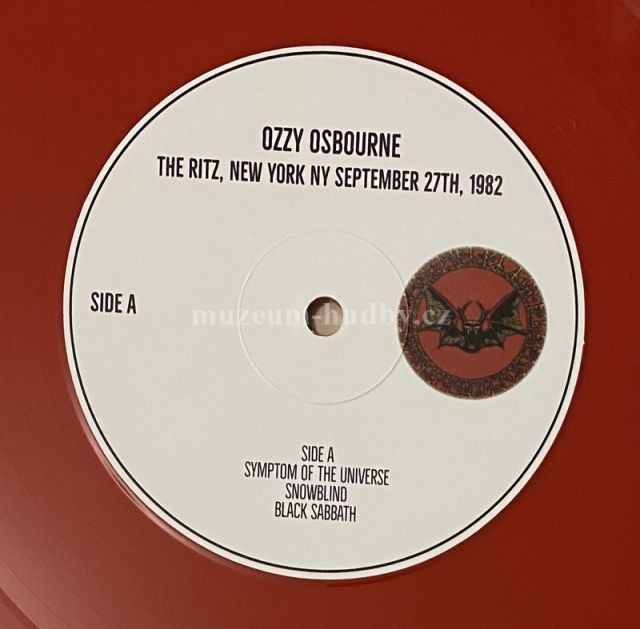 OZZY OSBOURNE
THE RITZ, NEW YORK NY SEPTEMBER 27TH, 1982
SIDE A
muzeum-hudby.cz
SIDE A
SYMPTOM OF THE UNIVERSE
SNOWBLIND
BLACK SABBATH